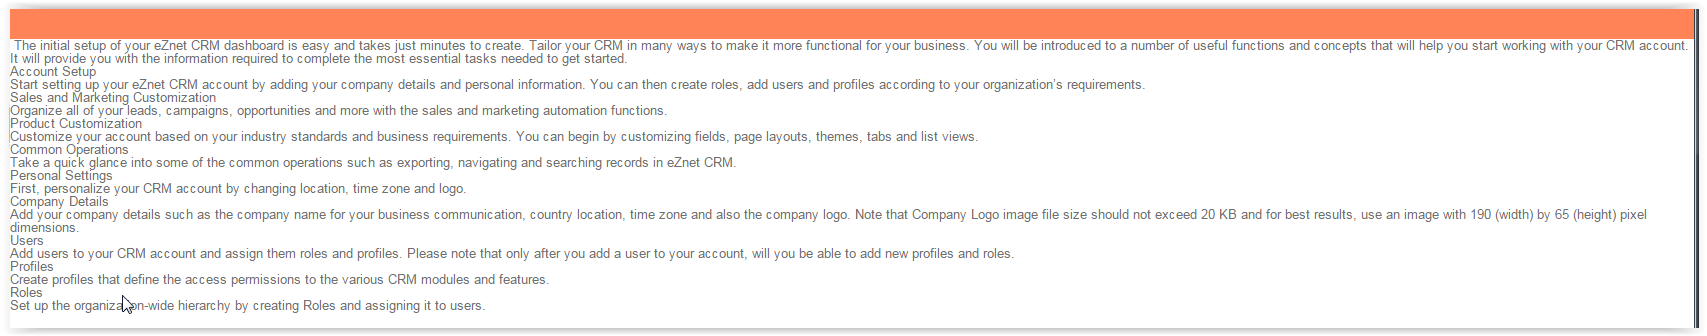 The initial setup of your eZnet CRM dashboard is easy and takes just minutes to create. Tailor your CRM in many ways to make it more functional for your business. You will be introduced to a number of useful functions and concepts that will help you start working with your CRM account.
It will provide you with the information required to complete the most essential tasks needed to get started.
Account Setup
Start setting up your eZnet CRM account by adding your company details and personal information. You can then create roles, add users and profiles according to your organization's requirements.
Sales and Marketing Customization
Organize all of your leads, campaigns, opportunities and more with the sales and marketing automation functions.
Product Customization
Customize your account based on your industry standards and business requirements. You can begin by customizing fields, page layouts, themes, tabs and list views.
Common Operations
Take a quick glance into some of the common operations such as exporting, navigating and searching records in eZnet CRM.
Personal Settings
First, personalize your CRM account by changing location, time zone and logo.
Company Details
Add your company details such as the company name for your business communication, country location, time zone and also the company logo. Note that Company Logo image file size should not exceed 20 KB and for best results, use an image with 190 (width) by 65 (height) pixel
dimensions.
Users
Add users to your CRM account and assign them roles and profiles. Please note that only after you add a user to your account, will you be able to add new profiles and roles.
Profiles
Create profiles that define the access permissions to the various CRM modules and features.
Roles
Set up the organization-wide hierarchy by creating Roles and assigning it to users.